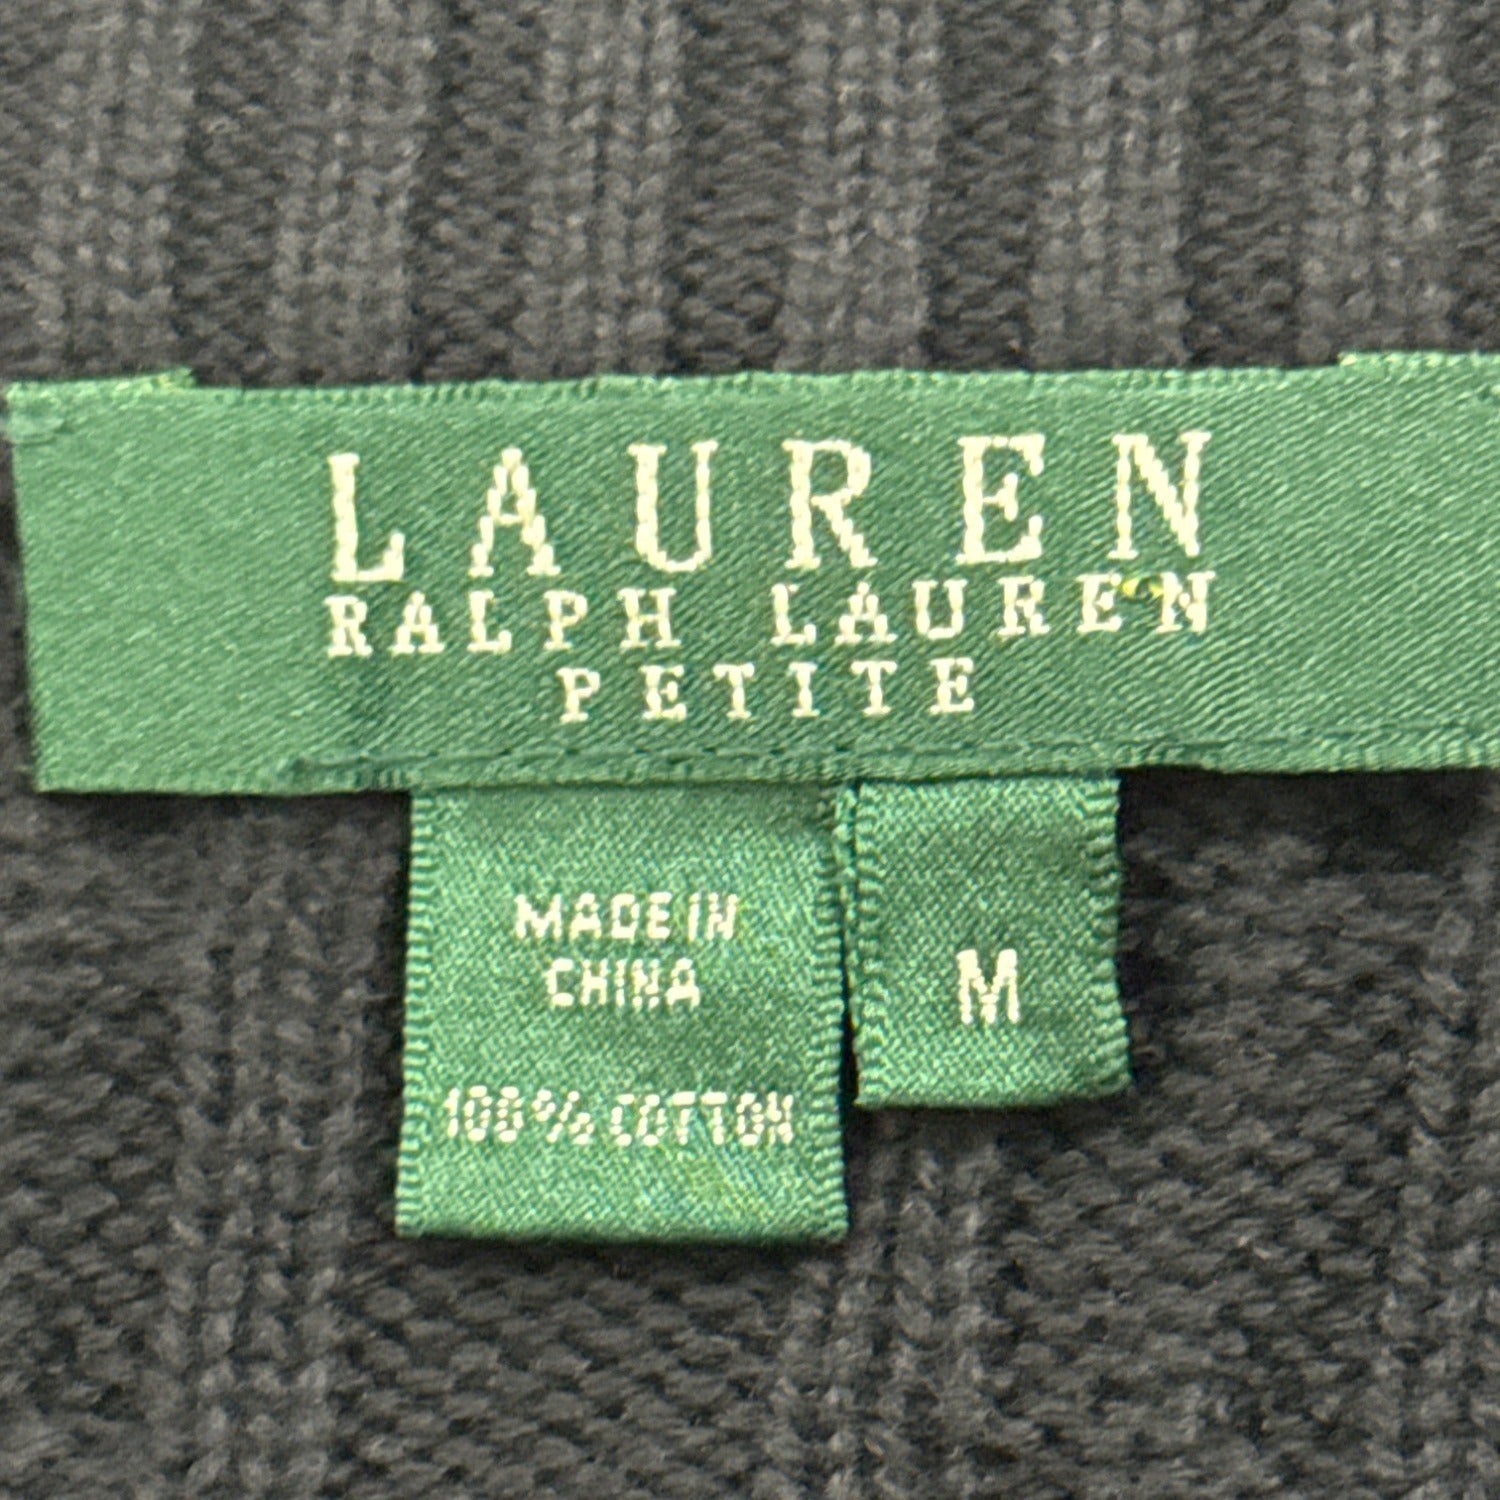 LAUREN
RALPH LAUREN
PETITE
MADE IN
CHINA
100% COTTON
M